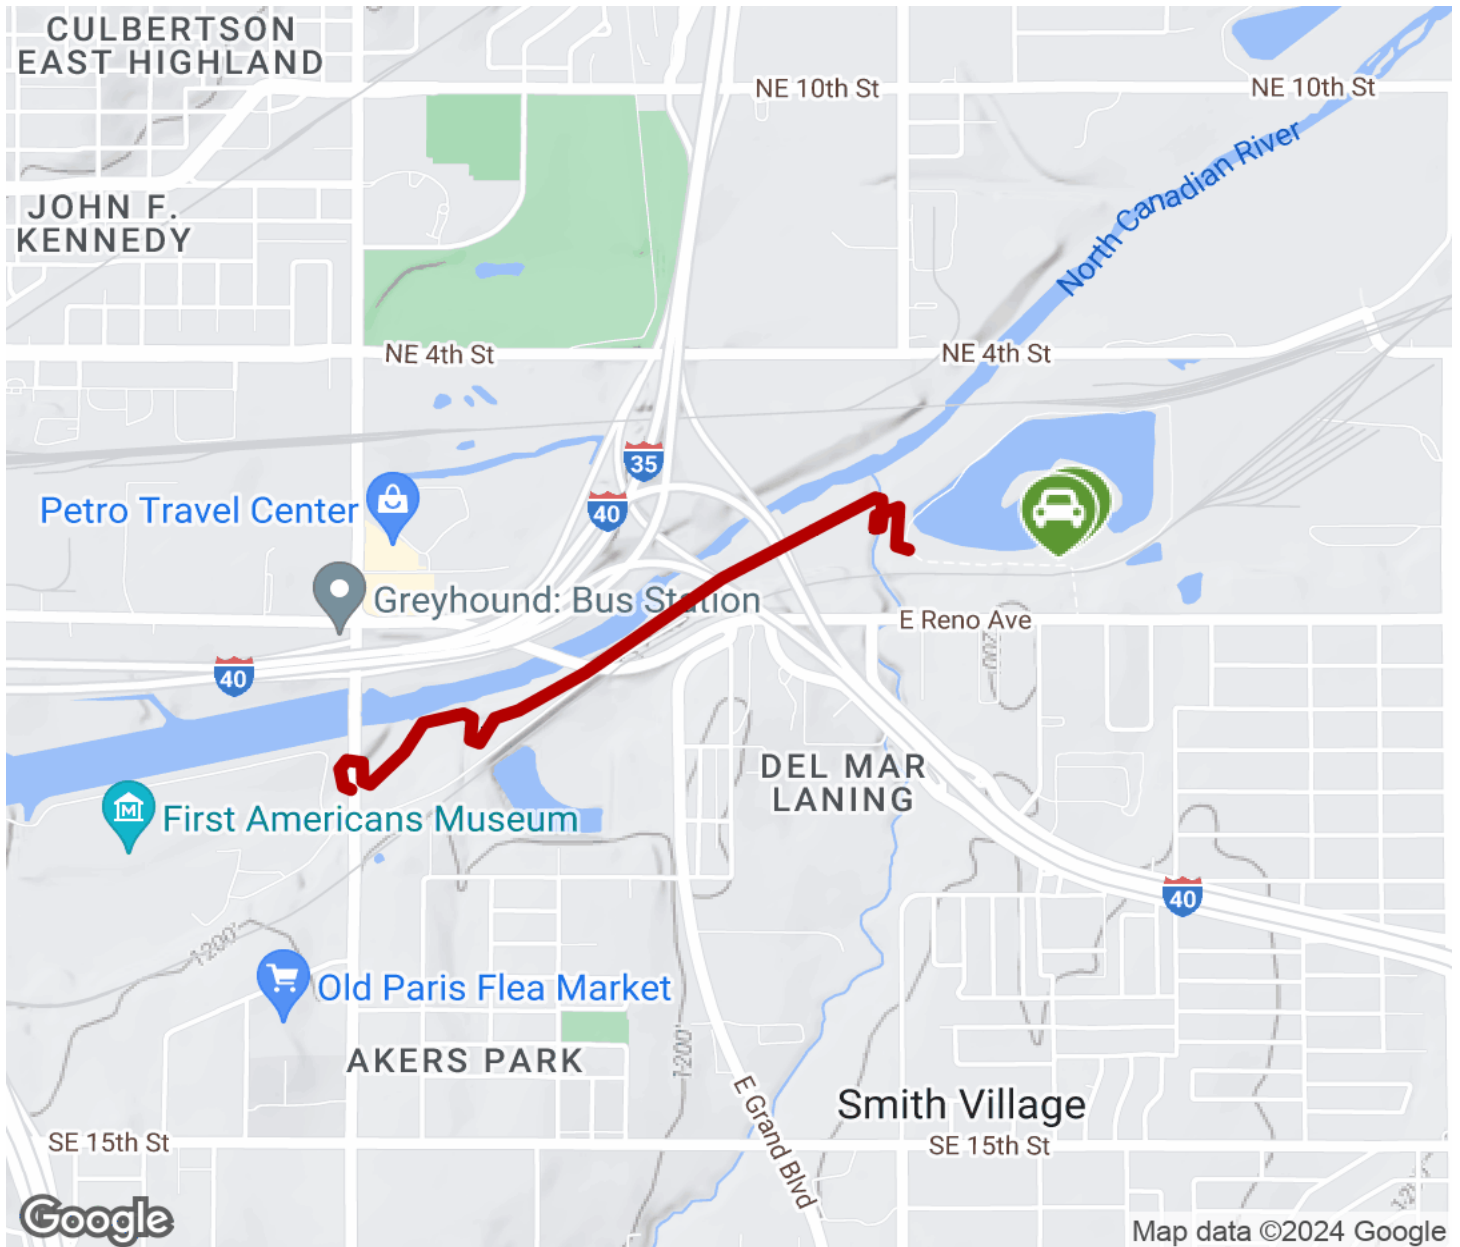 CULBERTSON
EAST HIGHLAND
NE 10th St
NE 10th St
North Canadian River
JOHN F.
KENNEDY
NE 4th St
NE 4th St
35
40
Petro Travel Center
Greyhound: Bus Station
E Reno Ave
1200'
40
DEL MAR
LANING
First Americans Museum
40
1200'
Old Paris Flea Market
1200'
AKERS PARK
E Grand Blvd
Smith Village
SE 15th St
SE 15th St
Google
Map data ©2024 Google